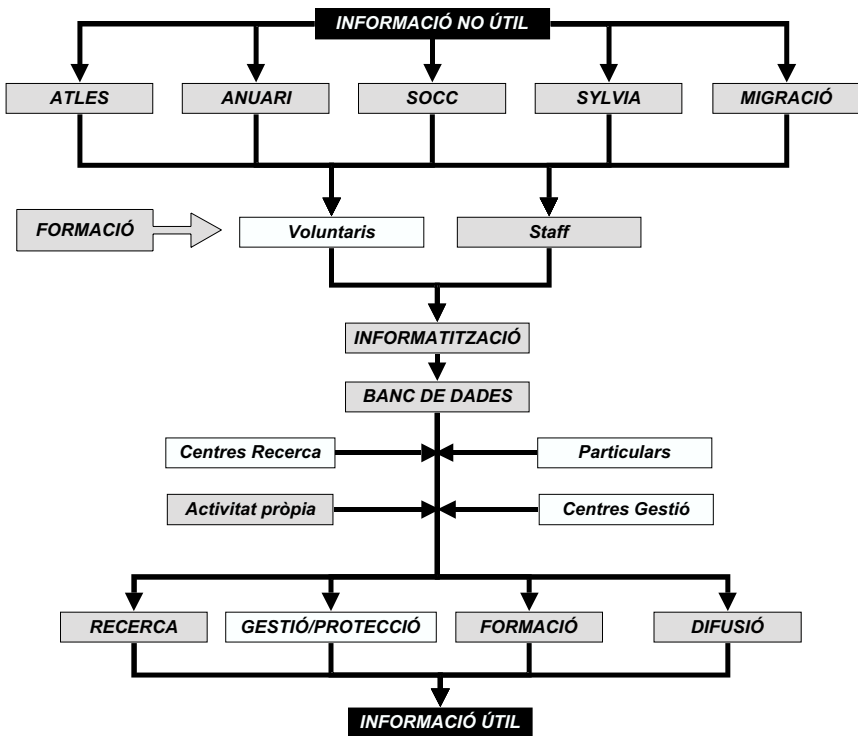 INFORMACIÓ NO ÚTIL
ATLES
ANUARI
SOCC
SYLVIA
MIGRACIÓ
FORMACIÓ
Voluntaris
Staff
INFORMATITZACIÓ
BANC DE DADES
Centres Recerca
Particulars
Activitat pròpia
Centres Gestió
RECERCA
GESTIÓ/PROTECCIÓ
FORMACIÓ
DIFUSIÓ
INFORMACIÓ ÚTIL